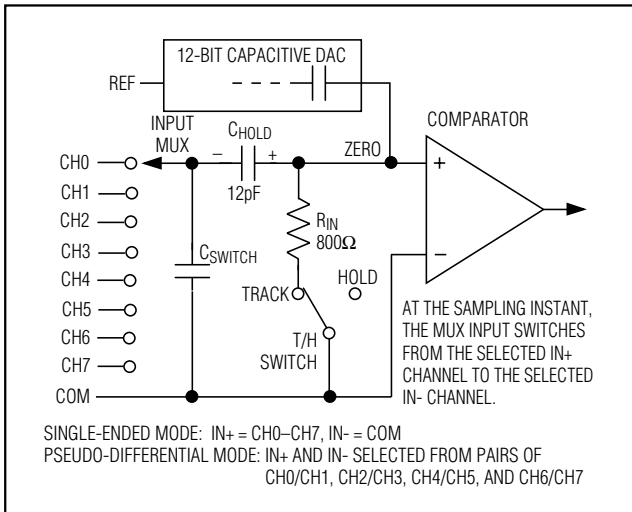 12-BIT CAPACITIVE DAC
REF
INPUT
MUX
CHOLD
ZERO
COMPARATOR
− +
12pF
+
−
CH0
CH1
CH2
CH3
CH4
CH5
CH6
CH7
COM
CSWITCH
RIN
800Ω
TRACK
HOLD
T/H
SWITCH
AT THE SAMPLING INSTANT,
THE MUX INPUT SWITCHES
FROM THE SELECTED IN+
CHANNEL TO THE SELECTED
IN- CHANNEL.
SINGLE-ENDED MODE: IN+ = CH0–CH7, IN- = COM
PSEUDO-DIFFERENTIAL MODE: IN+ AND IN- SELECTED FROM PAIRS OF
CH0/CH1, CH2/CH3, CH4/CH5, AND CH6/CH7